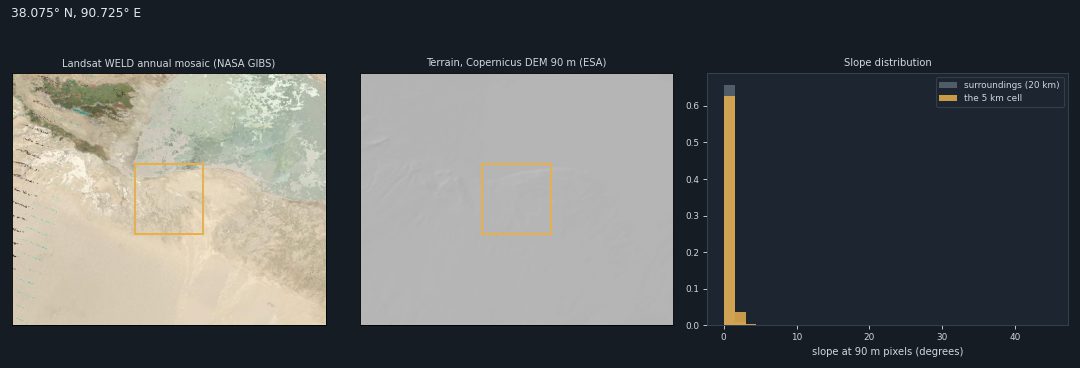 38.075° N, 90.725° E
Landsat WELD annual mosaic (NASA GIBS)
Terrain, Copernicus DEM 90 m (ESA)
Slope distribution
surroundings (20 km)
the 5 km cell
0.6
0.5
0.4
0.3
0.2
0.1
0.0
0 10 20 30 40
slope at 90 m pixels (degrees)